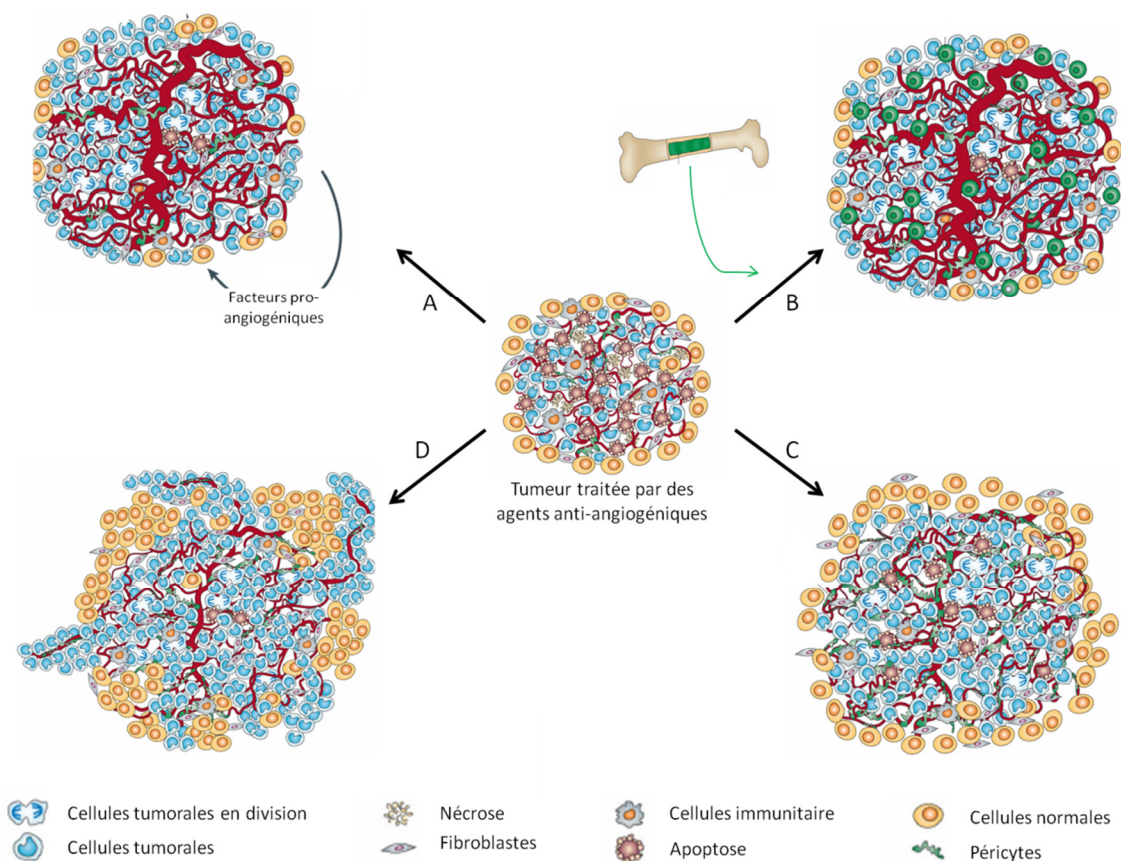 Facteurs pro-
angiogéniques
A
B
D
C
Tumeur traitée par des
agents anti-angiogéniques
Cellules tumorales en division
Nécrose
Cellules immunitaire
Cellules normales
Cellules tumorales
Fibroblastes
Apoptose
Péricytes